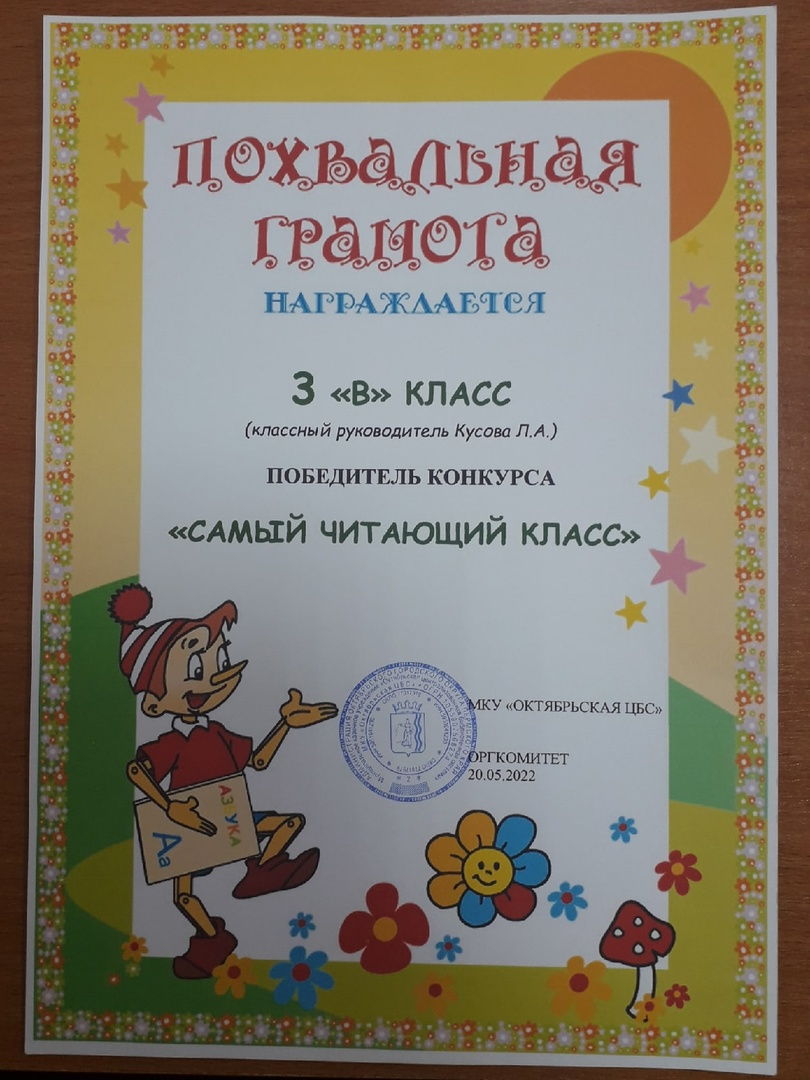 ПОХВАЛЬНАЯ
ГРАМОТА
НАГРАЖДАЕТСЯ
3 «В» КЛАСС
(классный руководитель Кусова Л.А.)
ПОБЕДИТЕЛЬ КОНКУРСА
«САМЫЙ ЧИТАЮЩИЙ КЛАСС»
МКУ «ОКТЯБРЬСКАЯ ЦБС»
ОРГКОМИТЕТ
20.05.2022
АЗБУКА
Аа